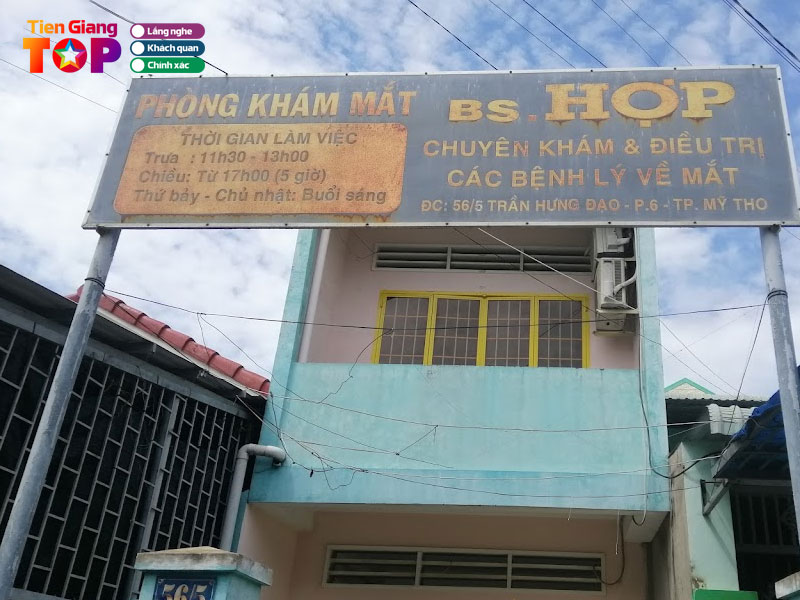 Tien Giang
TOP
Lắng nghe
Khách quan
Chính xác
PHÒNG KHÁM MẮT
THỜI GIAN LÀM VIỆC
Trưa : 11h30 - 13h00
Chiều: Từ 17h00 (5 giờ)
Thứ bảy - Chủ nhật: Buổi sáng
BS. HỢP
CHUYÊN KHÁM & ĐIỀU TRỊ
CÁC BỆNH LÝ VỀ MẮT
ĐC: 56/5 TRẦN HƯNG ĐẠO - P.6 - TP. MỸ THO
56/5